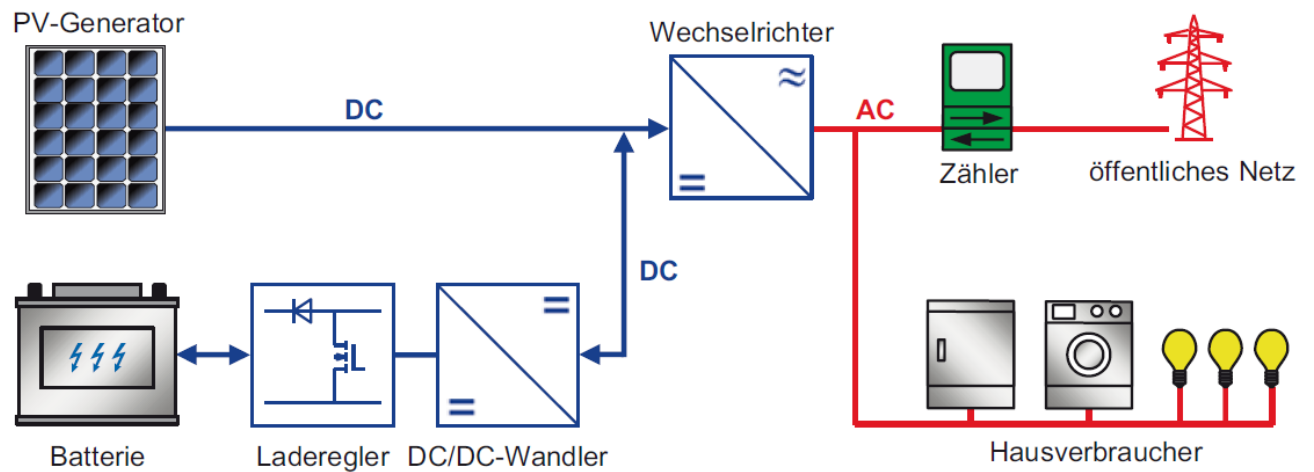 PV-Generator
Wechselrichter
DC
AC
Zähler
öffentliches Netz
DC
Batterie
Laderegler
DC/DC-Wandler
Hausverbraucher